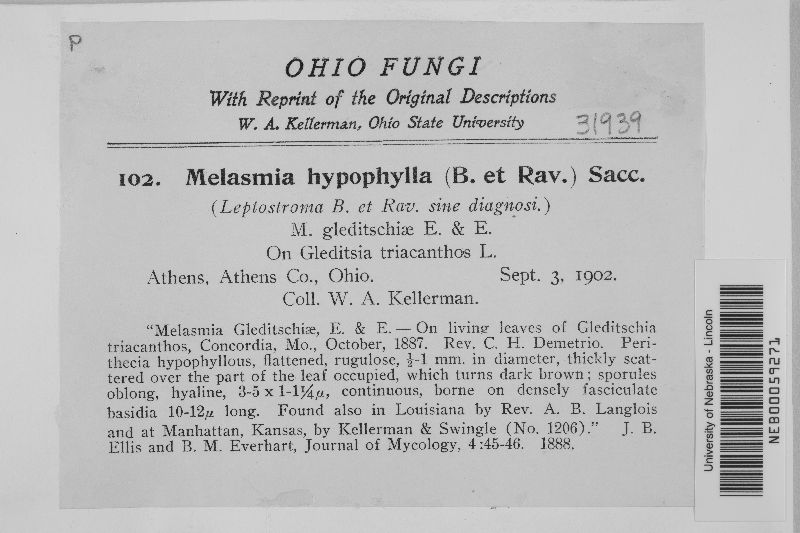 P
OHIO FUNGI
With Reprint of the Original Descriptions
W. A. Kellerman, Ohio State University
31939
102. Melasmia hypophylla (B. et Rav.) Sacc.
(Leptostroma B. et Rav. sine diagnosi.)
M. gleditschiæ E. & E.
On Gleditsia triacanthos L.
Athens, Athens Co., Ohio. Sept. 3, 1902.
Coll. W. A. Kellerman.
"Melasmia Gleditschiæ, E. & E. — On living leaves of Gleditschia
triacanthos, Concordia, Mo., October, 1887. Rev. C. H. Demetrio. Peri-
thecia hypophyllous, flattened, rugulose, ½-1 mm. in diameter, thickly scat-
tered over the part of the leaf occupied, which turns dark brown; sporules
oblong, hyaline, 3-5 x 1-1¼µ, continuous, borne on densely fasciculate
basidia 10-12µ long. Found also in Louisiana by Rev. A. B. Langlois
and at Manhattan, Kansas, by Kellerman & Swingle (No. 1206)." J. B.
Ellis and B. M. Everhart, Journal of Mycology, 4:45-46. 1888.
University of Nebraska - Lincoln
NEB00059271